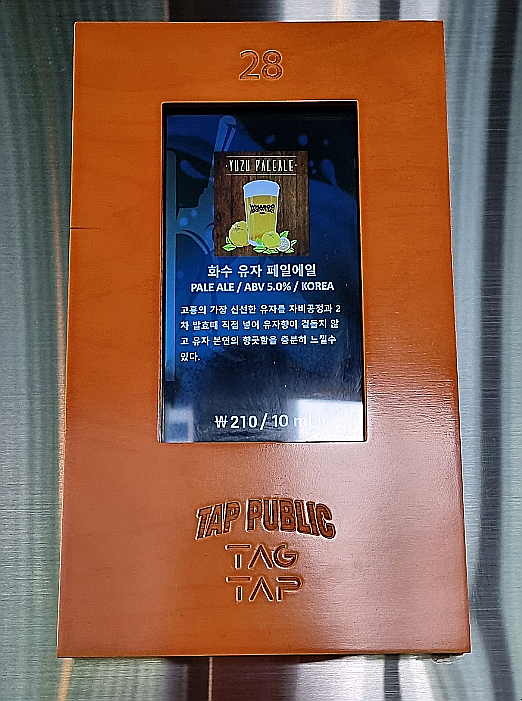 28
YUZU PALEALE
화수 유자 페일에일
PALE ALE / ABV 5.0% / KOREA
고흥의 가장 신선한 유자를 자비공정과 2
차 발효때 직접 넣어 유자향이 겉돌지 않
고 유자 본연의 향긋함을 충분히 느낄수
있다.
₩210 / 10 ml
TAP PUBLIC
TAG
TAP